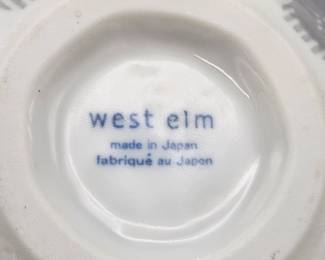 west elm
made in Japan
fabriqué au Japon